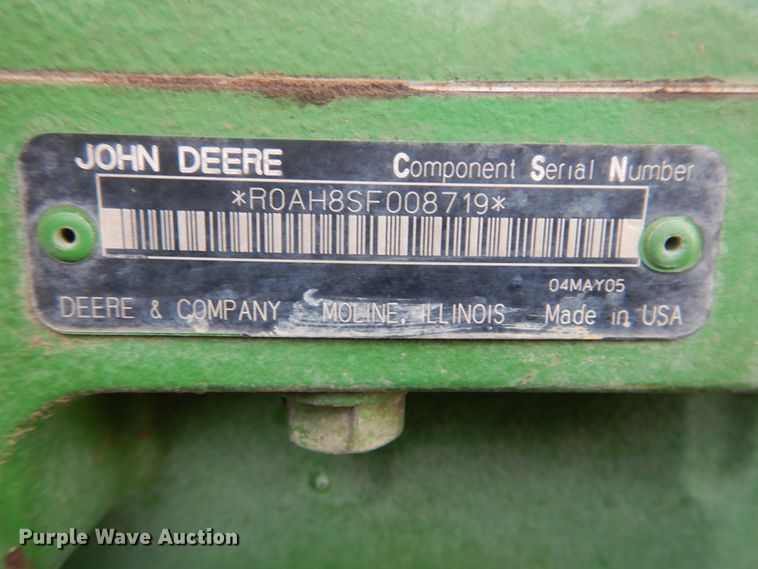 JOHN DEERE Component Serial Number
*R0AH8SF008719*
04MAY05
DEERE & COMPANY MOLINE, ILLINOIS Made in USA
Purple Wave Auction